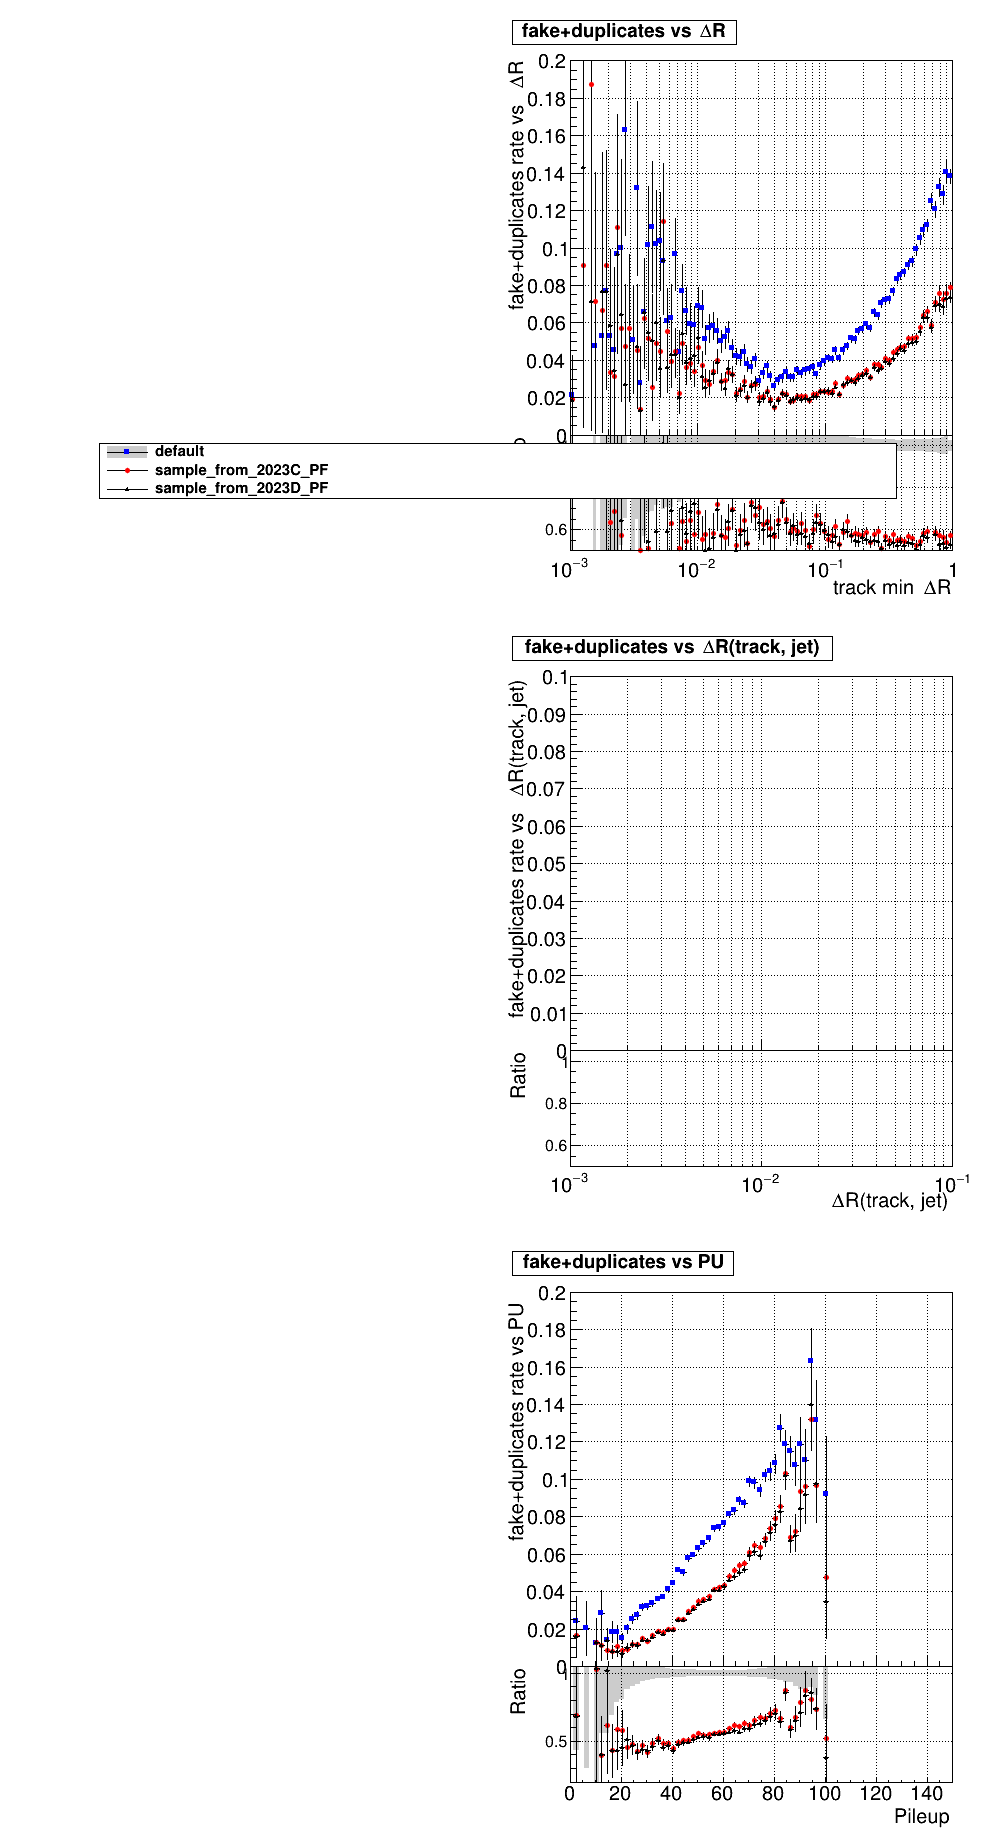 fake+duplicates vs ΔR
fake+duplicates rate vs ΔR
0.2
0.18
0.16
0.14
0.12
0.1
0.08
0.06
0.04
0.02
0
default
sample_from_2023C_PF
sample_from_2023D_PF
0.6
10⁻³ 10⁻² 10⁻¹ 1
track min ΔR
fake+duplicates vs ΔR(track, jet)
fake+duplicates rate vs ΔR(track, jet)
0.1
0.09
0.08
0.07
0.06
0.05
0.04
0.03
0.02
0.01
0
Ratio
1
0.8
0.6
10⁻³ 10⁻² 10⁻¹
ΔR(track, jet)
fake+duplicates vs PU
fake+duplicates rate vs PU
0.2
0.18
0.16
0.14
0.12
0.1
0.08
0.06
0.04
0.02
0
Ratio
1
0.5
0 20 40 60 80 100 120 140
Pileup